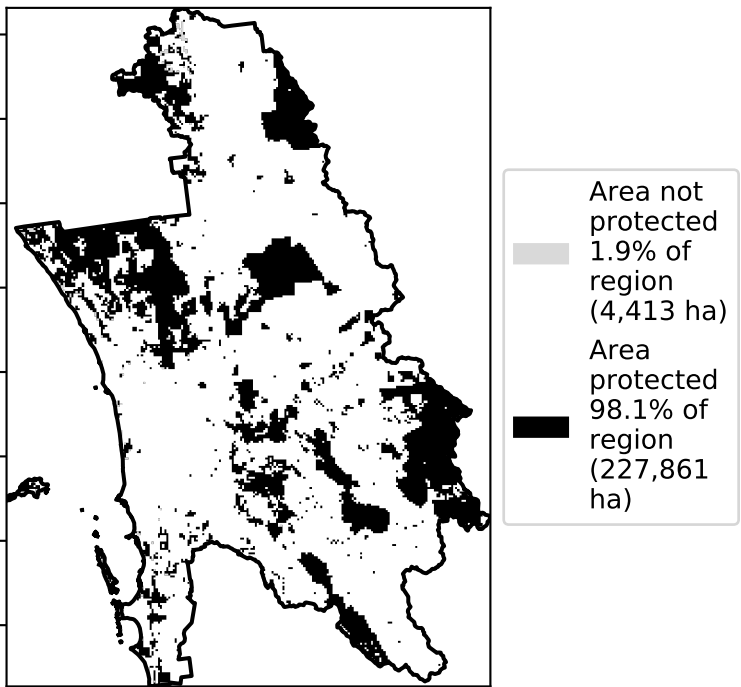 Area not
protected
1.9% of
region
(4,413 ha)
Area
protected
98.1% of
region
(227,861
ha)